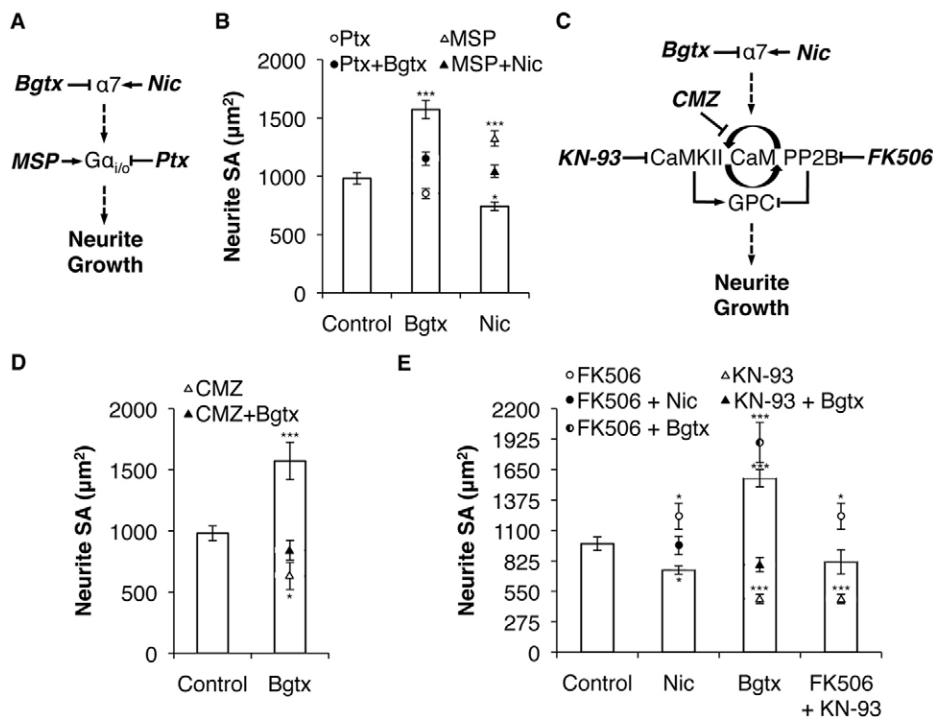 A
Bgtx α7 Nic
MSP Gαi/o Ptx
Neurite
Growth
B
Ptx MSP
Ptx+Bgtx MSP+Nic
Neurite SA (µm²)
2000
1500
1000
500
0
***
***
*
Control Bgtx Nic
C
Bgtx α7 Nic
CMZ
KN-93 CaMKII CaM PP2B FK506
GPC
Neurite
Growth
D
CMZ
CMZ+Bgtx
Neurite SA (µm²)
2000
1500
1000
500
0
***
*
Control Bgtx
E
FK506 KN-93
FK506 + Nic KN-93 + Bgtx
FK506 + Bgtx
Neurite SA (µm²)
2200
1925
1650
1375
1100
825
550
275
0
***
***
* *
*** ***
*
Control Nic Bgtx FK506
+ KN-93